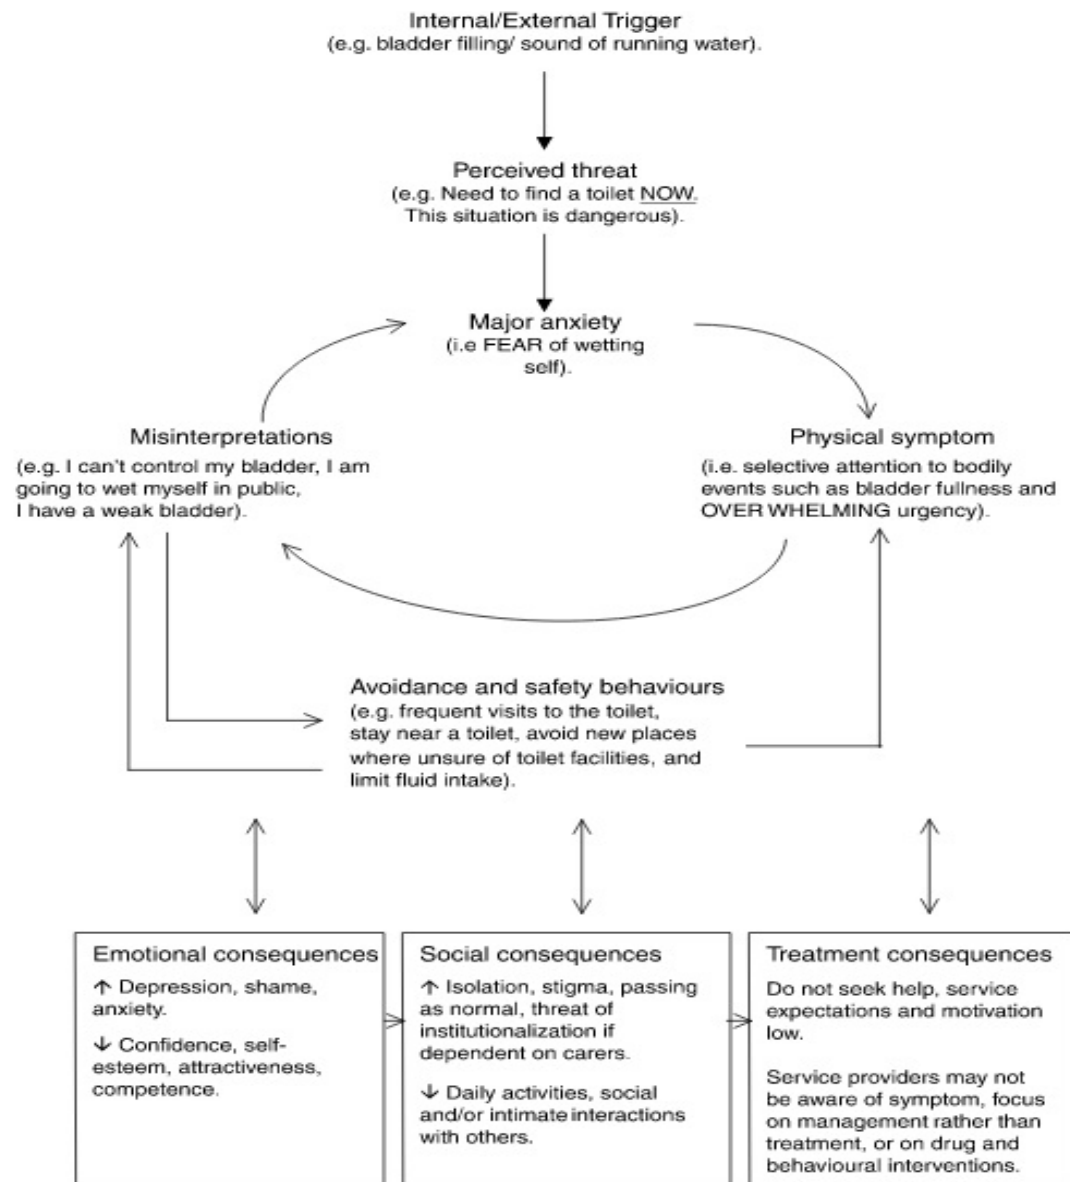 Internal/External Trigger
(e.g. bladder filling/ sound of running water).
Perceived threat
(e.g. Need to find a toilet NOW.
This situation is dangerous).
Major anxiety
(i.e FEAR of wetting
self).
Misinterpretations
(e.g. I can't control my bladder, I am
going to wet myself in public,
I have a weak bladder).
Physical symptom
(i.e. selective attention to bodily
events such as bladder fullness and
OVER WHELMING urgency).
Avoidance and safety behaviours
(e.g. frequent visits to the toilet,
stay near a toilet, avoid new places
where unsure of toilet facilities, and
limit fluid intake).
Emotional consequences
↑ Depression, shame,
anxiety.
↓ Confidence, self-
esteem, attractiveness,
competence.
Social consequences
↑ Isolation, stigma, passing
as normal, threat of
institutionalization if
dependent on carers.
↓ Daily activities, social
and/or intimate interactions
with others.
Treatment consequences
Do not seek help, service
expectations and motivation
low.
Service providers may not
be aware of symptom, focus
on management rather than
treatment, or on drug and
behavioural interventions.